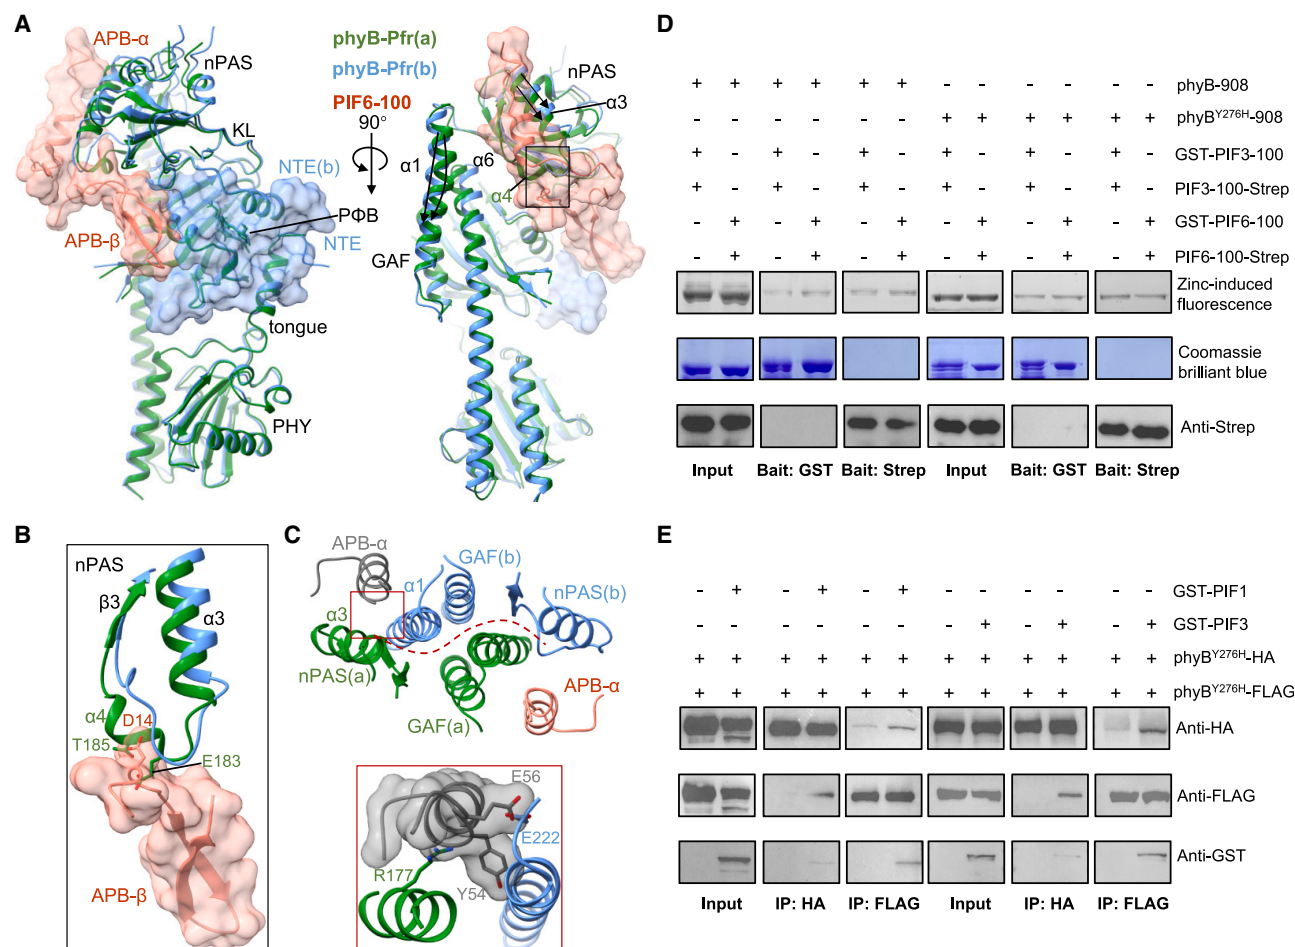 A
APB-α
nPAS
KL
NTE(b)
PΦB
NTE
APB-β
tongue
PHY
phyB-Pfr(a)
phyB-Pfr(b)
PIF6-100
90°
nPAS
α3
α1
α6
α4
GAF
B
nPAS
β3
α3
α4
D14
T185
E183
APB-β
C
APB-α
GAF(b)
α1
nPAS(b)
α3
nPAS(a)
GAF(a)
APB-α
E56
E222
R177
Y54
D
+ + + + + + - - - - - - phyB-908
- - - - - - + + + + + + phyBY276H-908
+ - + - + - + - + - + - GST-PIF3-100
+ - + - + - + - + - + - PIF3-100-Strep
- + - + - + - + - + - + GST-PIF6-100
- + - + - + - + - + - + PIF6-100-Strep
Zinc-induced
fluorescence
Coomassie
brilliant blue
Anti-Strep
Input Bait: GST Bait: Strep Input Bait: GST Bait: Strep
E
- + - + - + - - - - - - GST-PIF1
- - - - - - - + - + - + GST-PIF3
+ + + + + + + + + + + + phyBY276H-HA
+ + + + + + + + + + + + phyBY276H-FLAG
Anti-HA
Anti-FLAG
Anti-GST
Input IP: HA IP: FLAG Input IP: HA IP: FLAG